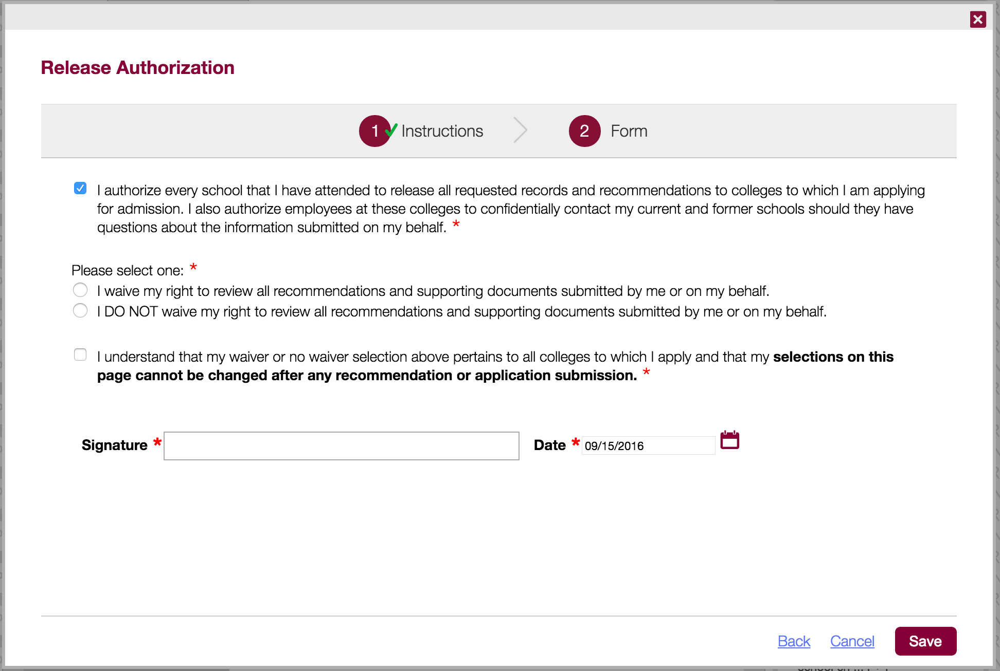 Release Authorization
1 Instructions
2 Form
I authorize every school that I have attended to release all requested records and recommendations to colleges to which I am applying
for admission. I also authorize employees at these colleges to confidentially contact my current and former schools should they have
questions about the information submitted on my behalf. *
Please select one: *
I waive my right to review all recommendations and supporting documents submitted by me or on my behalf.
I DO NOT waive my right to review all recommendations and supporting documents submitted by me or on my behalf.
I understand that my waiver or no waiver selection above pertains to all colleges to which I apply and that my selections on this
page cannot be changed after any recommendation or application submission. *
Signature *
Date * 09/15/2016
Back Cancel Save